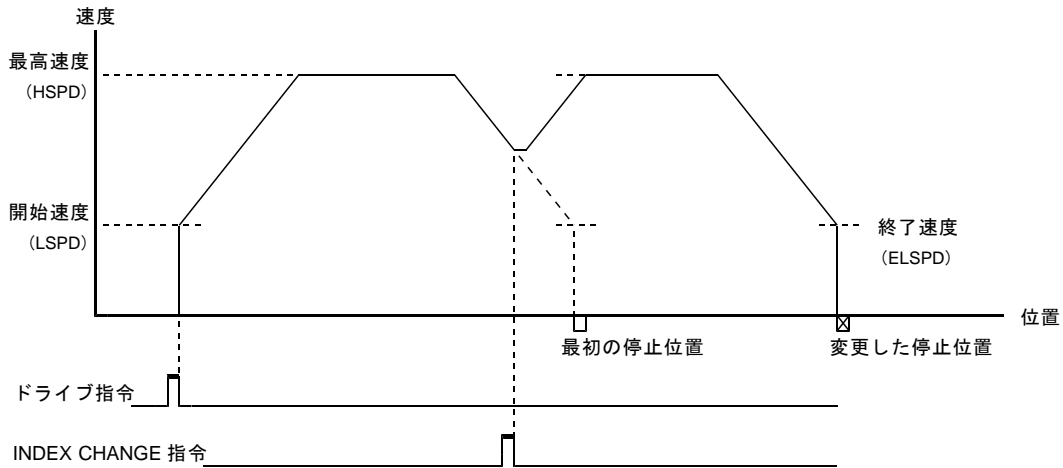 速度
最高速度
（HSPD）
開始速度
（LSPD）
終了速度
（ELSPD）
位置
最初の停止位置
変更した停止位置
ドライブ指令
INDEX CHANGE 指令